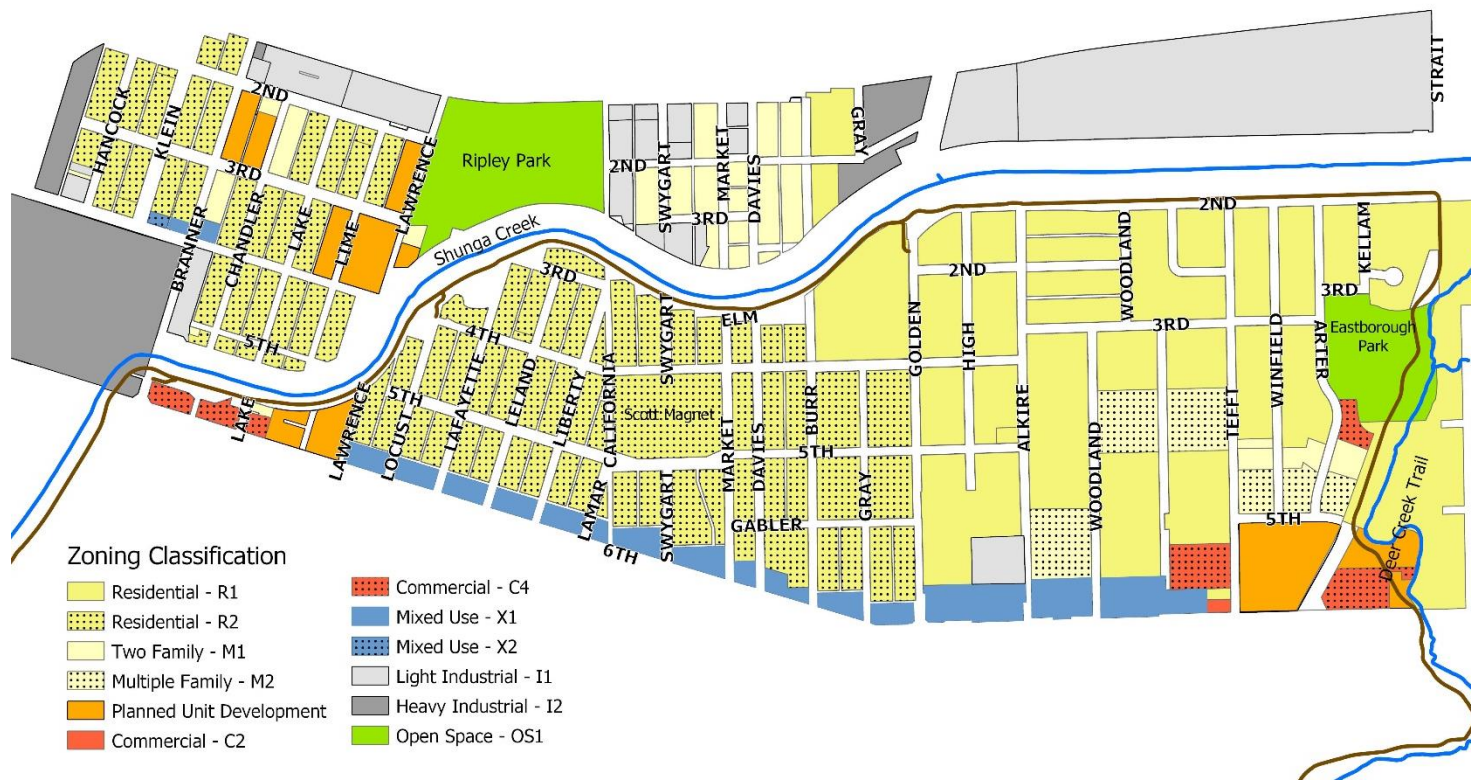 STRAIT
2ND
HANCOCK
KLEIN
Ripley Park
GRAY
LAWRENCE
3RD
2ND
SWYGART
MARKET
DAVIES
3RD
BRANNER
CHANDLER
LAKE
LIME
Shunga Creek
2ND
KELLAM
WOODLAND
3RD
2ND
3RD
ELM
SWYGART
GOLDEN
HIGH
3RD
Eastborough
Park
ARTER
WINFIELD
5TH
4TH
LAFAYETTE
LELAND
LIBERTY
CALIFORNIA
Scott Magnet
BURR
ALKIRE
TEFFT
LAKE
LAWRENCE
LOCUST
5TH
MARKET
DAVIES
5TH
WOODLAND
Deer Creek Trail
LAMAR
SWYGART
GABLER
GRAY
5TH
6TH
Zoning Classification
Residential - R1
Residential - R2
Two Family - M1
Multiple Family - M2
Planned Unit Development
Commercial - C2
Commercial - C4
Mixed Use - X1
Mixed Use - X2
Light Industrial - I1
Heavy Industrial - I2
Open Space - OS1